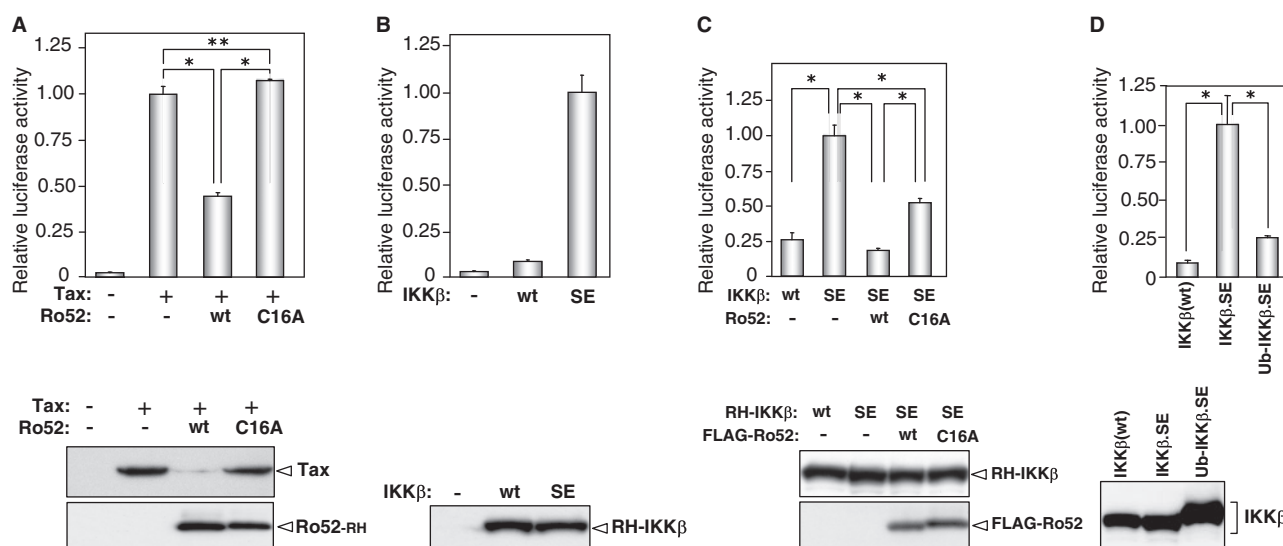 A
Relative luciferase activity
1.25
1.00
0.75
0.50
0.25
0
**
*
*
Tax: - + + +
Ro52: - - wt C16A
Tax: - + + +
Ro52: - - wt C16A
Tax
Ro52-RH
B
Relative luciferase activity
1.25
1.00
0.75
0.50
0.25
0
IKKβ: - wt SE
IKKβ: - wt SE
RH-IKKβ
C
Relative luciferase activity
1.25
1.00
0.75
0.50
0.25
0
*
*
*
*
IKKβ: wt SE SE SE
Ro52: - - wt C16A
RH-IKKβ: wt SE SE SE
FLAG-Ro52: - - wt C16A
RH-IKKβ
FLAG-Ro52
D
Relative luciferase activity
1.25
1.00
0.75
0.50
0.25
0
*
*
IKKβ(wt)
IKKβ.SE
Ub-IKKβ.SE
IKKβ(wt)
IKKβ.SE
Ub-IKKβ.SE
IKKβ